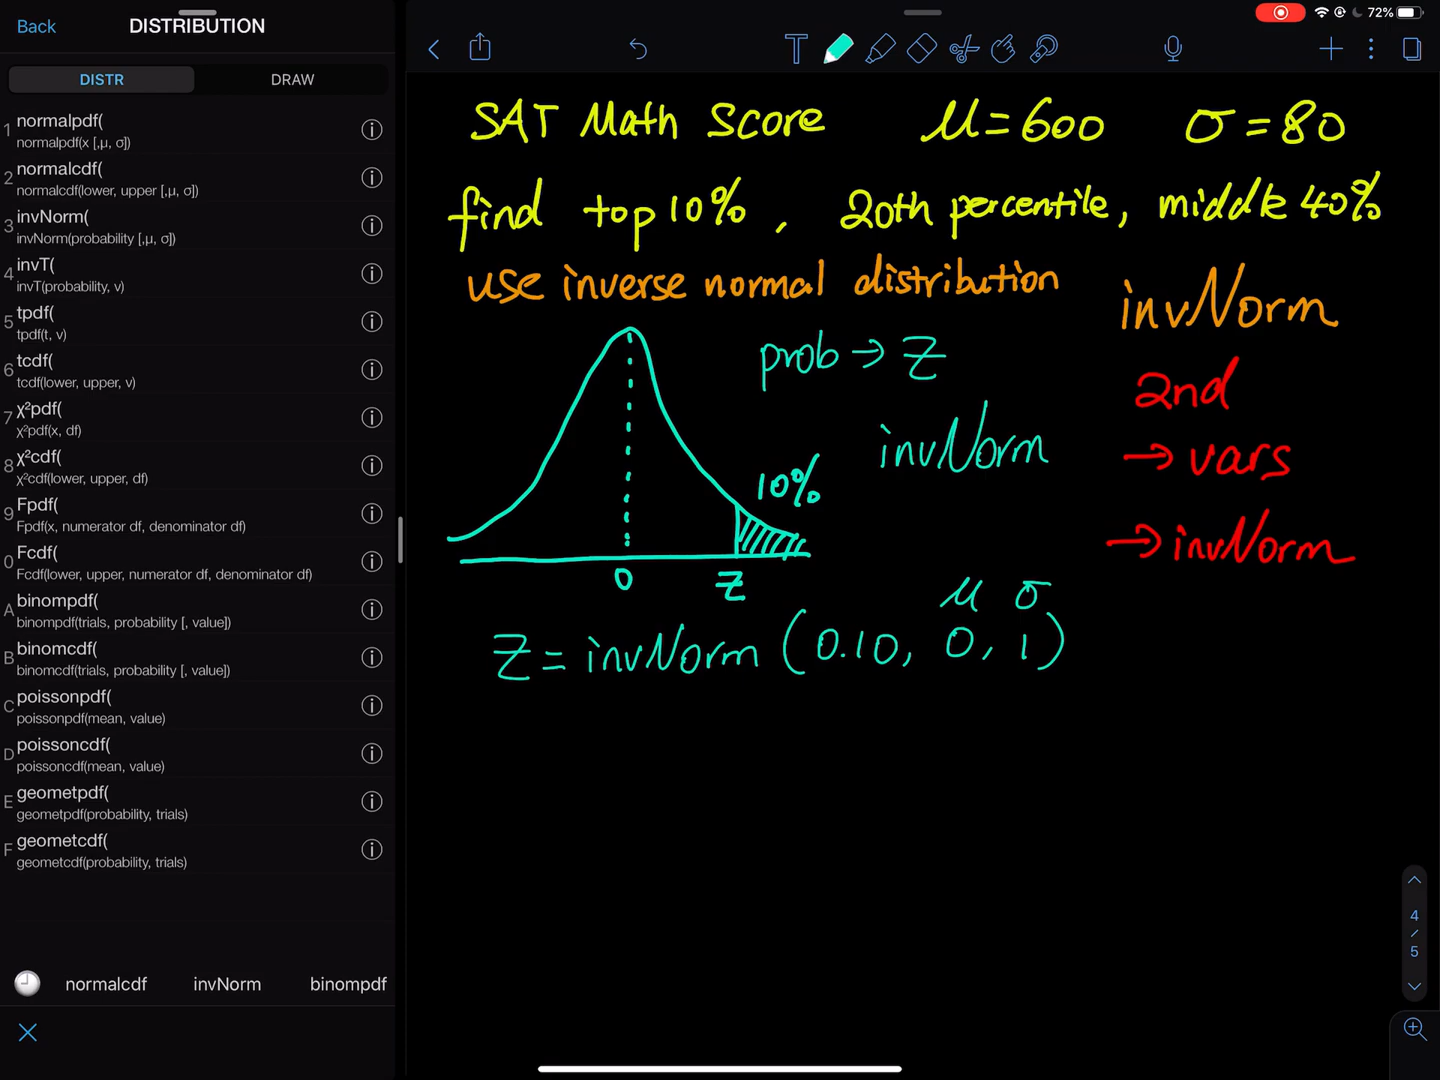 72%
Back DISTRIBUTION
DISTR DRAW
1 normalpdf(
normalpdf(x [,μ, σ])
2 normalcdf(
normalcdf(lower, upper [,μ, σ])
3 invNorm(
invNorm(probability [,μ, σ])
4 invT(
invT(probability, v)
5 tpdf(
tpdf(t, v)
6 tcdf(
tcdf(lower, upper, v)
7 χ²pdf(
χ²pdf(x, df)
8 χ²cdf(
χ²cdf(lower, upper, df)
9 Fpdf(
Fpdf(x, numerator df, denominator df)
0 Fcdf(
Fcdf(lower, upper, numerator df, denominator df)
A binompdf(
binompdf(trials, probability [, value])
B binomcdf(
binomcdf(trials, probability [, value])
C poissonpdf(
poissonpdf(mean, value)
D poissoncdf(
poissoncdf(mean, value)
E geometpdf(
geometpdf(probability, trials)
F geometcdf(
geometcdf(probability, trials)
normalcdf invNorm binompdf
SAT Math Score μ=600 σ=80
find top 10%, 20th percentile, middle 40%
use inverse normal distribution
invNorm
prob → Z
2nd
invNorm
→ vars
10%
→ invNorm
0 Z
μ σ
Z = invNorm (0.10, 0, 1)
4
/
5